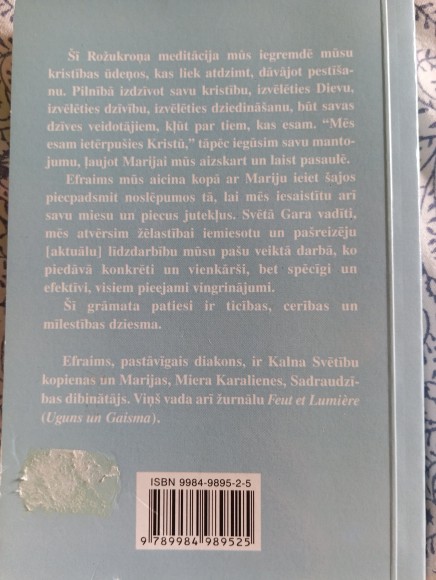 Šī Rožukroņa meditācija mūs iegremdē mūsu
kristības ūdeņos, kas liek atdzimt, dāvājot pestīša-
nu. Pilnībā izdzīvot savu kristību, izvēlēties Dievu,
izvēlēties dzīvību, izvēlēties dziedināšanu, būt savas
dzīves veidotājiem, kļūt par tiem, kas esam. “Mēs
esam ietērpušies Kristū,” tāpēc iegūsim savu manto-
jumu, ļaujot Marijai mūs aizskart un laist pasaulē.
Efraims mūs aicina kopā ar Mariju ieiet šajos
piecpadsmit noslēpumos tā, lai mēs iesaistītu arī
savu miesu un piecus jutekļus. Svētā Gara vadīti,
mēs atvērsim žēlastībai iemiesotu un pašreizēju
[aktuālu] līdzdarbību mūsu pašu veiktā darbā, ko
piedāvā konkrēti un vienkārši, bet spēcīgi un
efektīvi, visiem pieejami vingrinājumi.
Šī grāmata patiesi ir ticības, cerības un
mīlestības dziesma.
Efraims, pastāvīgais diakons, ir Kalna Svētību
kopienas un Marijas, Miera Karalienes, Sadraudzī-
bas dibinātājs. Viņš vada arī žurnālu Feut et Lumière
(Uguns un Gaisma).
ISBN 9984-9895-2-5
9 789984 989525